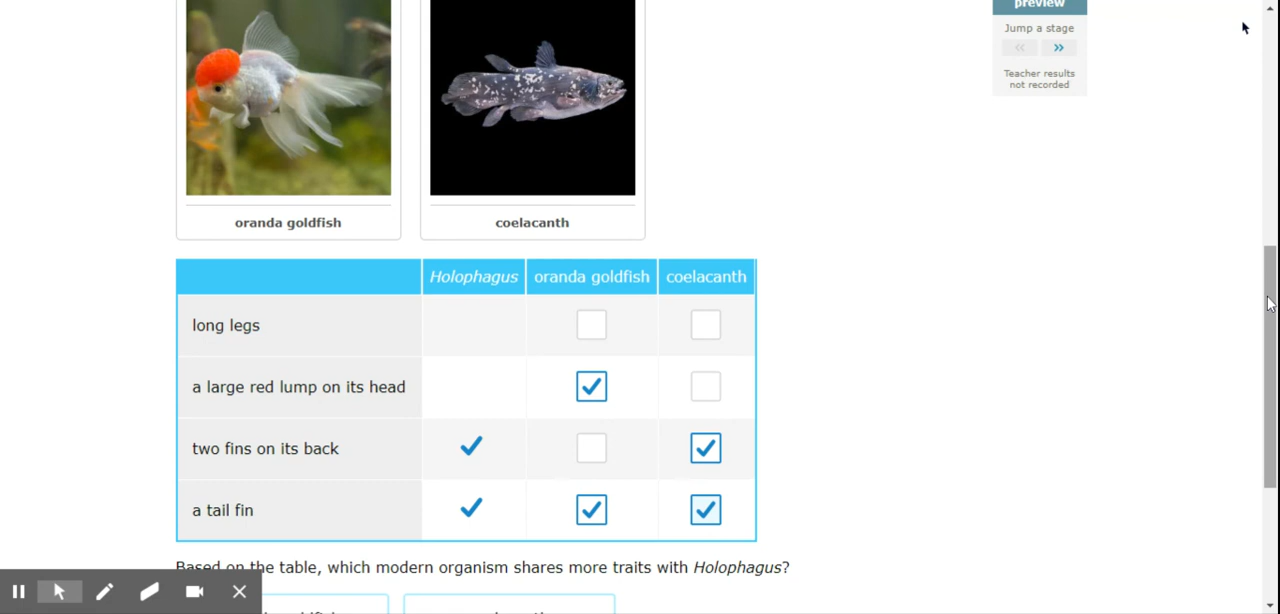 preview
Jump a stage
Teacher results
not recorded
oranda goldfish
coelacanth
Holophagus
oranda goldfish
coelacanth
long legs
a large red lump on its head
two fins on its back
a tail fin
Based on the table, which modern organism shares more traits with Holophagus?